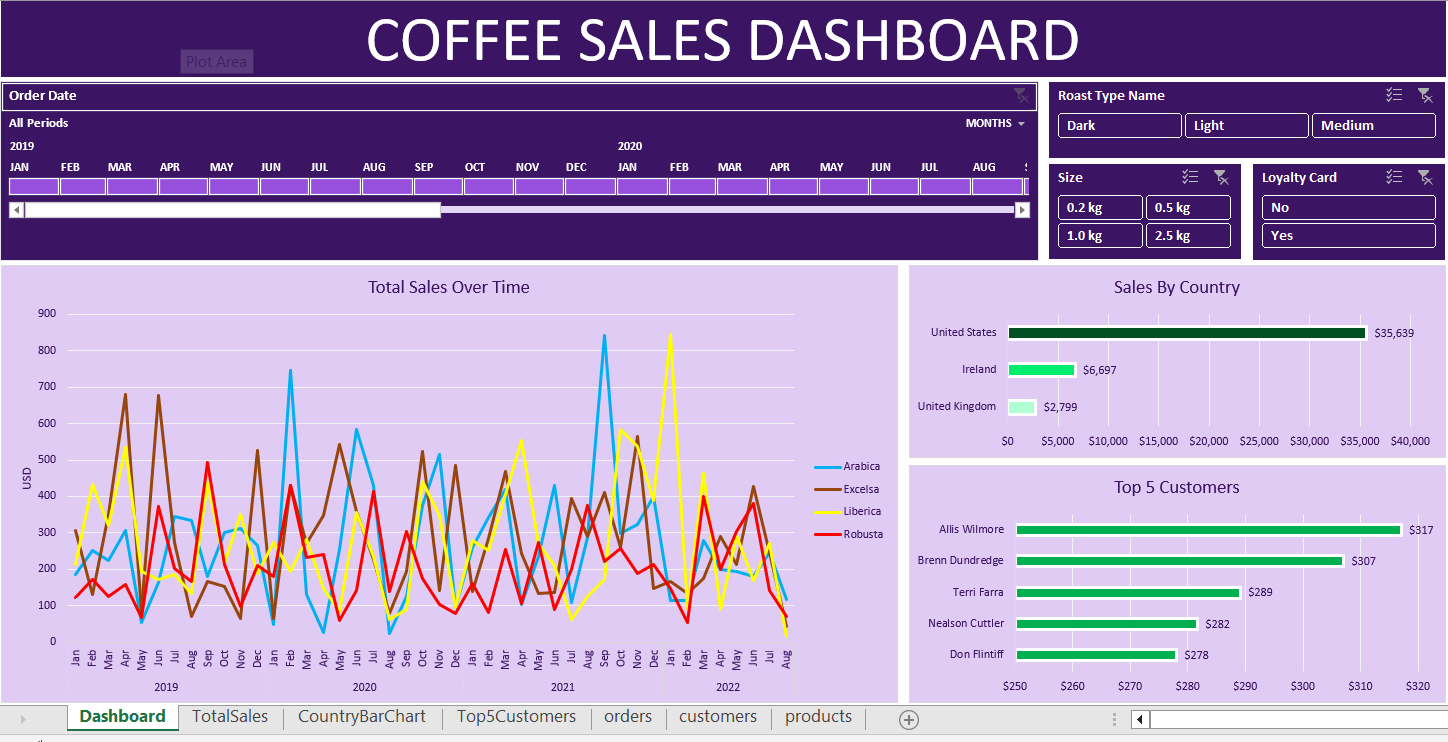 COFFEE SALES DASHBOARD
Plot Area
Order Date
All Periods
MONTHS
2019 2020
JAN FEB MAR APR MAY JUN JUL AUG SEP OCT NOV DEC JAN FEB MAR APR MAY JUN JUL AUG
Roast Type Name
Dark Light Medium
Size
0.2 kg 0.5 kg
1.0 kg 2.5 kg
Loyalty Card
No
Yes
Total Sales Over Time
900
800
700
600
500
400
300
200
100
0
USD
Jan Feb Mar Apr May Jun Jul Aug Sep Oct Nov Dec Jan Feb Mar Apr May Jun Jul Aug Sep Oct Nov Dec Jan Feb Mar Apr May Jun Jul Aug Sep Oct Nov Dec Jan Feb Mar Apr May Jun Jul Aug
2019 2020 2021 2022
Arabica
Excelsa
Liberica
Robusta
Sales By Country
United States $35,639
Ireland $6,697
United Kingdom $2,799
$0 $5,000 $10,000 $15,000 $20,000 $25,000 $30,000 $35,000 $40,000
Top 5 Customers
Allis Wilmore $317
Brenn Dundredge $307
Terri Farra $289
Nealson Cuttler $282
Don Flintiff $278
$250 $260 $270 $280 $290 $300 $310 $320
Dashboard TotalSales CountryBarChart Top5Customers orders customers products